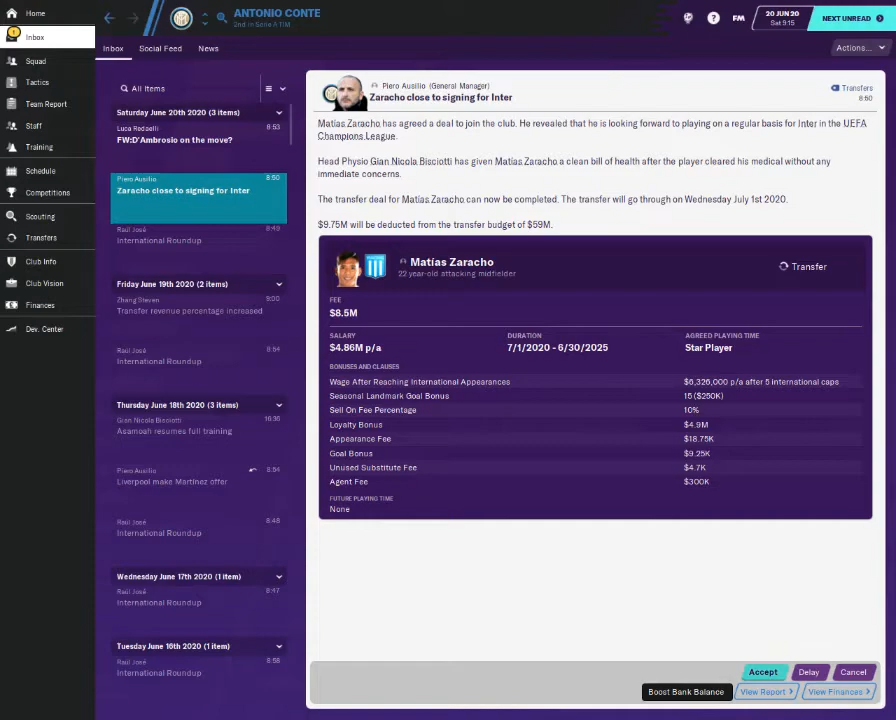 Home
ANTONIO CONTE
2nd in Serie A TIM
FM
20 JUN 20
Sat 9:15
NEXT UNREAD
Inbox
Inbox
Social Feed
News
Actions...
Squad
Tactics
Team Report
Staff
Training
Schedule
Competitions
Scouting
Transfers
Club Info
Club Vision
Finances
Dev. Center
All Items
Saturday June 20th 2020 (3 items)
Luca Redaelli
8:53
FW:D'Ambrosio on the move?
Piero Ausilio
8:50
Zaracho close to signing for Inter
Raúl José
8:49
International Roundup
Friday June 19th 2020 (2 items)
Zhang Steven
9:00
Transfer revenue percentage increased
Raúl José
8:54
International Roundup
Thursday June 18th 2020 (3 items)
Gian Nicola Bisciotti
16:36
Asamoah resumes full training
Piero Ausilio
8:54
Liverpool make Martínez offer
Raúl José
8:48
International Roundup
Wednesday June 17th 2020 (1 item)
Raúl José
8:47
International Roundup
Tuesday June 16th 2020 (1 item)
Raúl José
8:58
International Roundup
Piero Ausilio (General Manager)
Zaracho close to signing for Inter
Transfers
8:50
Matías Zaracho has agreed a deal to join the club. He revealed that he is looking forward to playing on a regular basis for Inter in the UEFA
Champions League.
Head Physio Gian Nicola Bisciotti has given Matías Zaracho a clean bill of health after the player cleared his medical without any
immediate concerns.
The transfer deal for Matías Zaracho can now be completed. The transfer will go through on Wednesday July 1st 2020.
$9.75M will be deducted from the transfer budget of $59M.
Matías Zaracho
22 year-old attacking midfielder
Transfer
FEE
$8.5M
SALARY
DURATION
AGREED PLAYING TIME
$4.86M p/a
7/1/2020 - 6/30/2025
Star Player
BONUSES AND CLAUSES
Wage After Reaching International Appearances
$6,326,000 p/a after 5 international caps
Seasonal Landmark Goal Bonus
15 ($250K)
Sell On Fee Percentage
10%
Loyalty Bonus
$4.9M
Appearance Fee
$18.75K
Goal Bonus
$9.25K
Unused Substitute Fee
$4.7K
Agent Fee
$300K
FUTURE PLAYING TIME
None
Accept
Delay
Cancel
Boost Bank Balance
View Report
View Finances